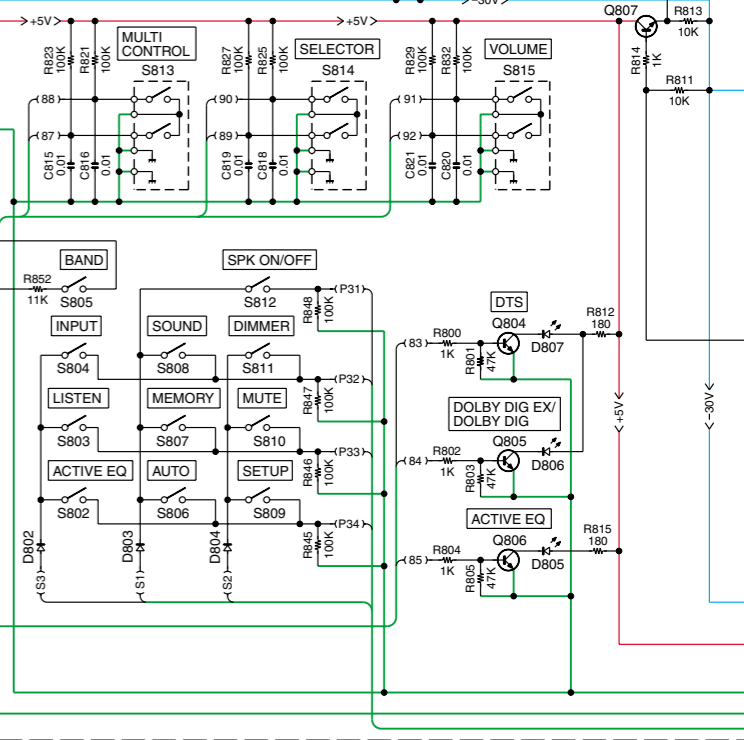 -30V
+5V
+5V
Q807
R813
10K
R814
1K
R811
10K
R823
100K
R821
100K
MULTI
CONTROL
S813
R827
100K
R825
100K
SELECTOR
S814
R829
100K
R832
100K
VOLUME
S815
88
90
91
87
89
92
C815
0.01
C816
0.01
C819
0.01
C818
0.01
C821
0.01
C820
0.01
BAND
SPK ON/OFF
R852
11K
S805
S812
P31
R848
100K
INPUT
SOUND
DIMMER
S804
S808
S811
P32
R847
100K
LISTEN
MEMORY
MUTE
S803
S807
S810
P33
R846
100K
ACTIVE EQ
AUTO
SETUP
S802
S806
S809
P34
R845
100K
D802
D803
D804
S3
S1
S2
DTS
Q804
R812
180
83
R800
1K
R801
47K
D807
DOLBY DIG EX/
DOLBY DIG
Q805
84
R802
1K
R803
47K
D806
ACTIVE EQ
Q806
R815
180
85
R804
1K
R805
47K
D805
+5V
-30V